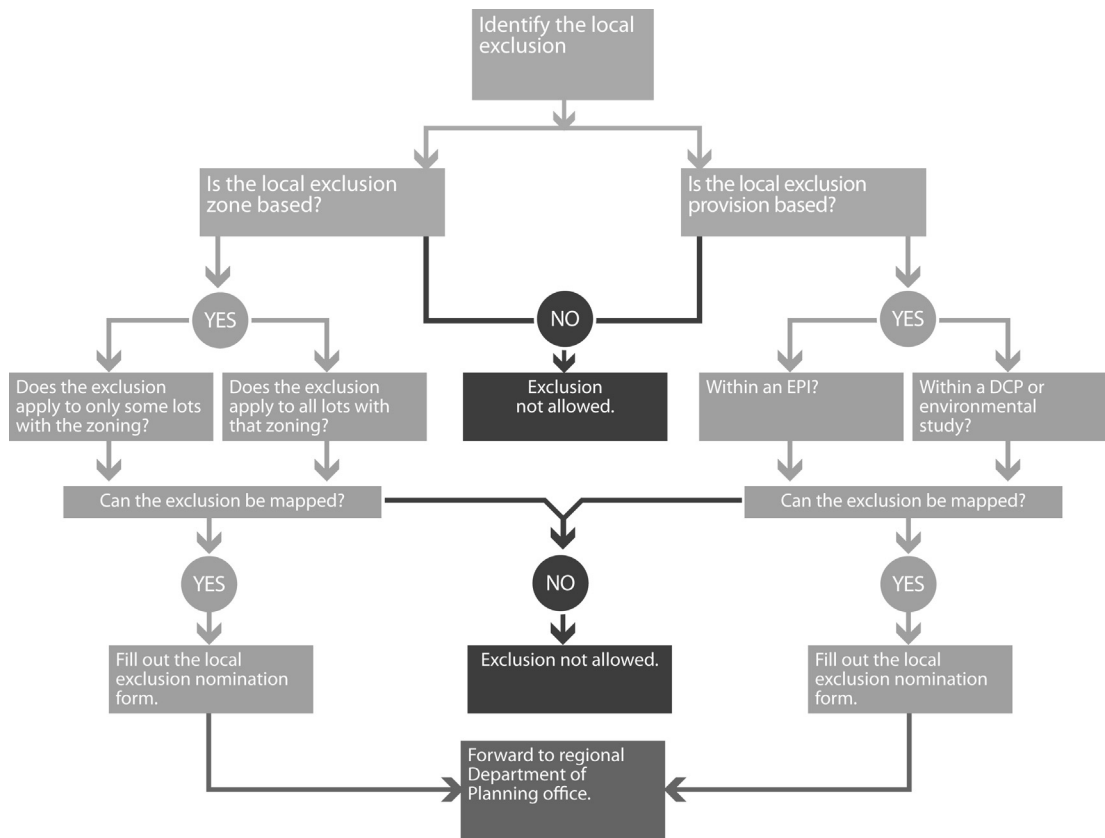 Identify the local
exclusion
Is the local exclusion
zone based?
Is the local exclusion
provision based?
YES
NO
YES
Does the exclusion
apply to only some lots
with the zoning?
Does the exclusion
apply to all lots with
that zoning?
Exclusion
not allowed.
Within an EPI?
Within a DCP or
environmental
study?
Can the exclusion be mapped?
Can the exclusion be mapped?
YES
NO
YES
Fill out the local
exclusion nomination
form.
Exclusion not allowed.
Fill out the local
exclusion nomination
form.
Forward to regional
Department of
Planning office.